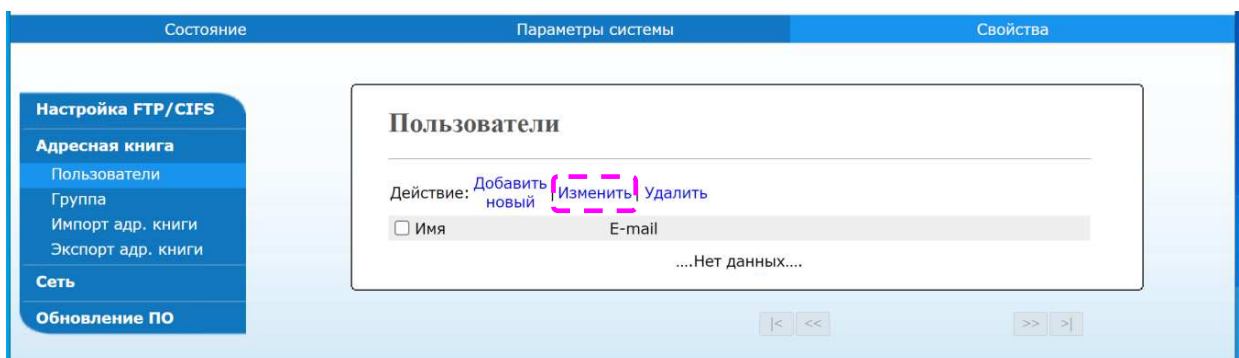 Состояние Параметры системы Свойства
Настройка FTP/CIFS
Адресная книга
Пользователи
Группа
Импорт адр. книги
Экспорт адр. книги
Сеть
Обновление ПО
Пользователи
Действие: Добавить новый | Изменить | Удалить
Имя E-mail
....Нет данных....
|< << >> >|